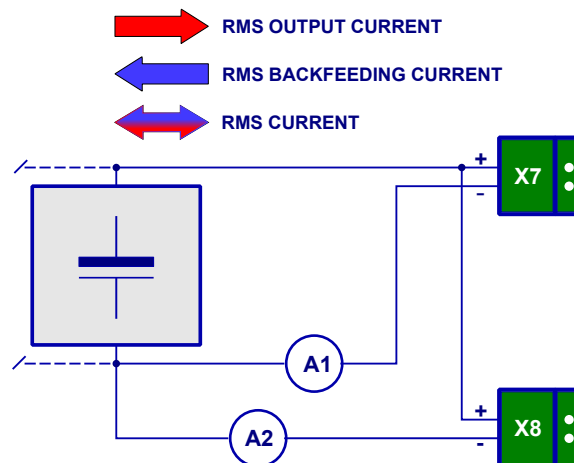 RMS OUTPUT CURRENT
RMS BACKFEEDING CURRENT
RMS CURRENT
+
X7
-
A1
+
X8
A2
-